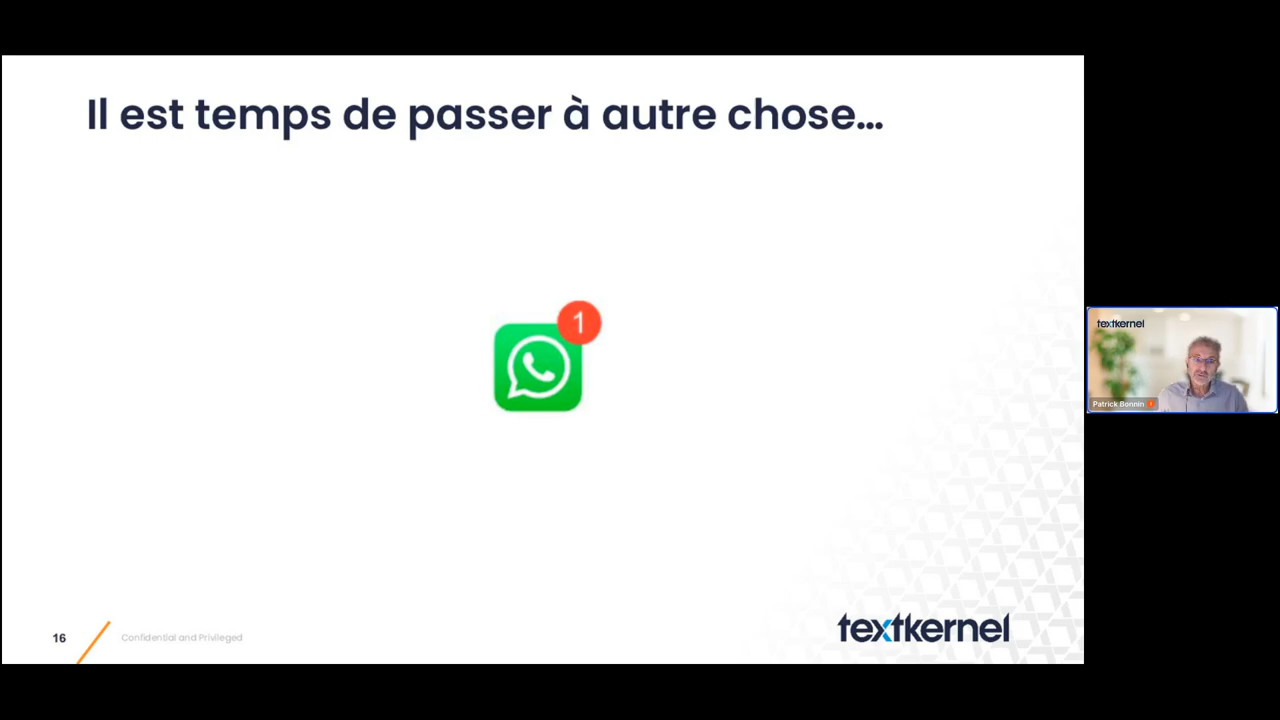 Il est temps de passer à autre chose...
1
16
Confidential and Privileged
textkernel
textkernel
Patrick Bonnin